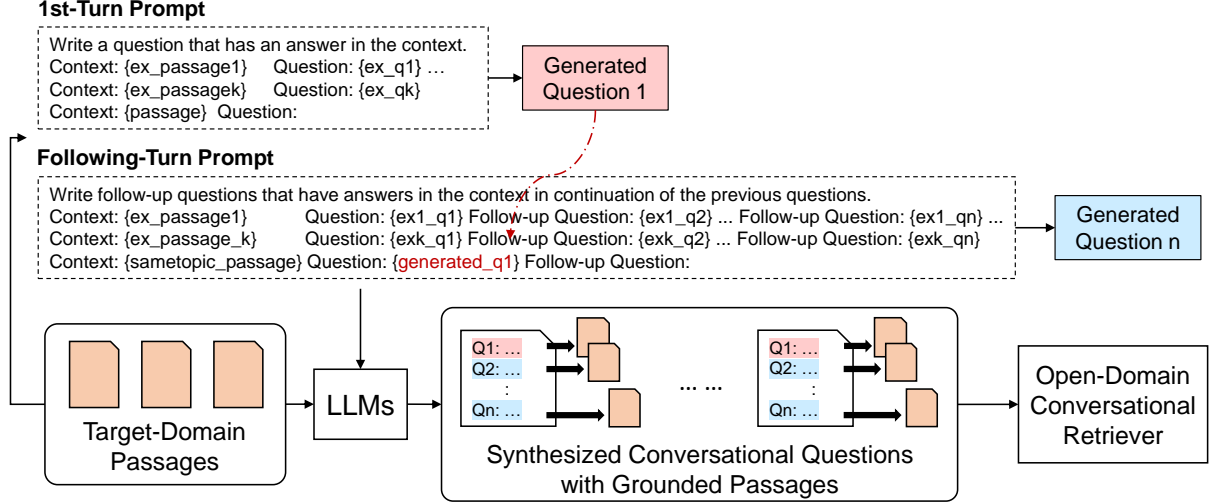 1st-Turn Prompt
Write a question that has an answer in the context.
Context: {ex_passage1} Question: {ex_q1} …
Context: {ex_passagek} Question: {ex_qk}
Context: {passage} Question:
Generated
Question 1
Following-Turn Prompt
Write follow-up questions that have answers in the context in continuation of the previous questions.
Context: {ex_passage1} Question: {ex1_q1} Follow-up Question: {ex1_q2} ... Follow-up Question: {ex1_qn} ...
Context: {ex_passage_k} Question: {exk_q1} Follow-up Question: {exk_q2} ... Follow-up Question: {exk_qn}
Context: {sametopic_passage} Question: {generated_q1} Follow-up Question:
Generated
Question n
Target-Domain
Passages
LLMs
Q1: …
Q2: …
:
Qn: …
... ...
Q1: …
Q2: …
:
Qn: …
Synthesized Conversational Questions
with Grounded Passages
Open-Domain
Conversational
Retriever